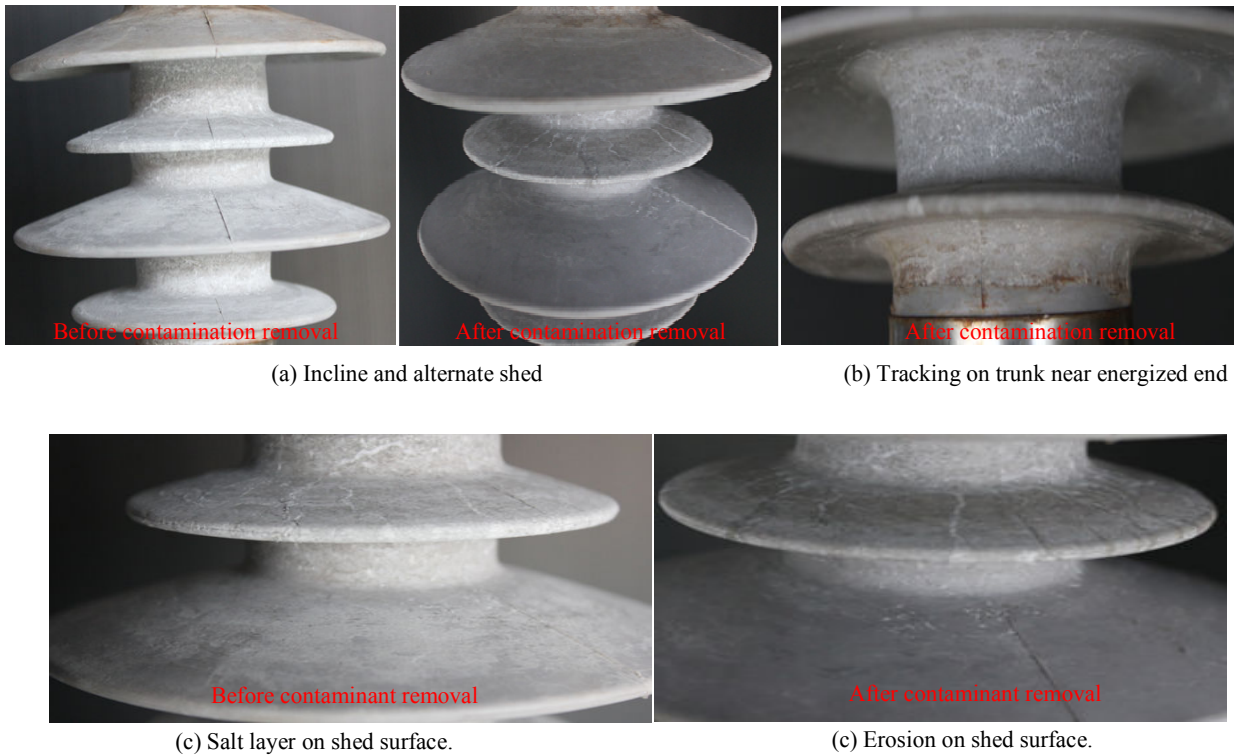 Before contamination removal
After contamination removal
After contamination removal
(a) Incline and alternate shed
(b) Tracking on trunk near energized end
Before contaminant removal
After contaminant removal
(c) Salt layer on shed surface.
(c) Erosion on shed surface.